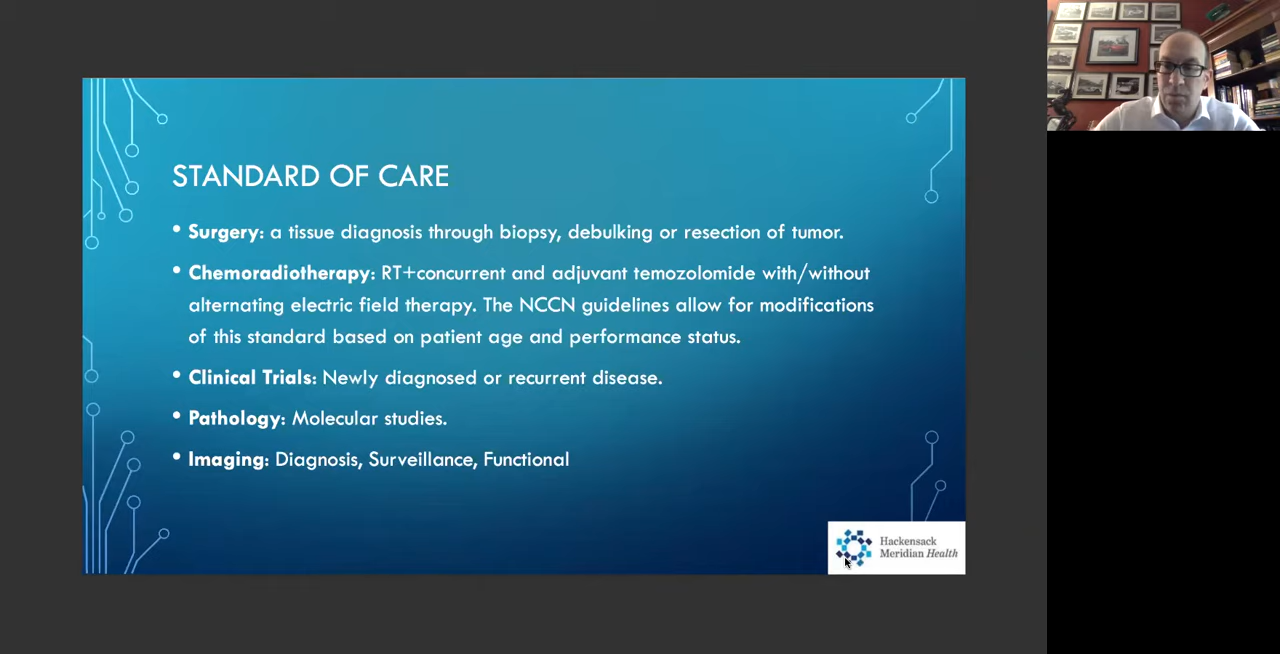 STANDARD OF CARE
• Surgery: a tissue diagnosis through biopsy, debulking or resection of tumor.
• Chemoradiotherapy: RT+concurrent and adjuvant temozolomide with/without
alternating electric field therapy. The NCCN guidelines allow for modifications
of this standard based on patient age and performance status.
• Clinical Trials: Newly diagnosed or recurrent disease.
• Pathology: Molecular studies.
• Imaging: Diagnosis, Surveillance, Functional
Hackensack
Meridian Health